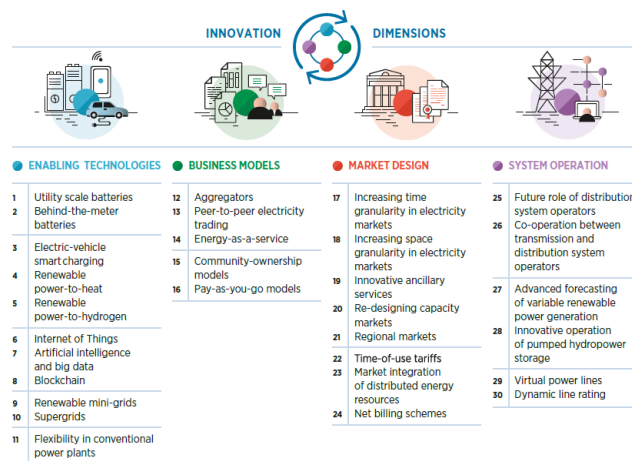 INNOVATION DIMENSIONS
ENABLING TECHNOLOGIES
1 Utility scale batteries
2 Behind-the-meter
batteries
3 Electric-vehicle
smart charging
4 Renewable
power-to-heat
5 Renewable
power-to-hydrogen
6 Internet of Things
7 Artificial intelligence
and big data
8 Blockchain
9 Renewable mini-grids
10 Supergrids
11 Flexibility in conventional
power plants
BUSINESS MODELS
12 Aggregators
13 Peer-to-peer electricity
trading
14 Energy-as-a-service
15 Community-ownership
models
16 Pay-as-you-go models
MARKET DESIGN
17 Increasing time
granularity in electricity
markets
18 Increasing space
granularity in electricity
markets
19 Innovative ancillary
services
20 Re-designing capacity
markets
21 Regional markets
22 Time-of-use tariffs
23 Market integration
of distributed energy
resources
24 Net billing schemes
SYSTEM OPERATION
25 Future role of distribution
system operators
26 Co-operation between
transmission and
distribution system
operators
27 Advanced forecasting
of variable renewable
power generation
28 Innovative operation
of pumped hydropower
storage
29 Virtual power lines
30 Dynamic line rating